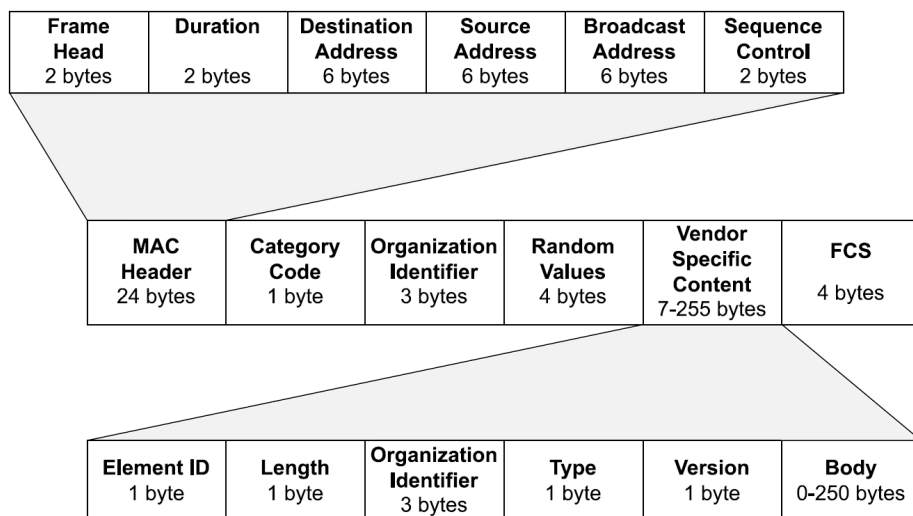 Frame Head 2 bytes
Duration 2 bytes
Destination Address 6 bytes
Source Address 6 bytes
Broadcast Address 6 bytes
Sequence Control 2 bytes
MAC Header 24 bytes
Category Code 1 byte
Organization Identifier 3 bytes
Random Values 4 bytes
Vendor Specific Content 7-255 bytes
FCS 4 bytes
Element ID 1 byte
Length 1 byte
Organization Identifier 3 bytes
Type 1 byte
Version 1 byte
Body 0-250 bytes